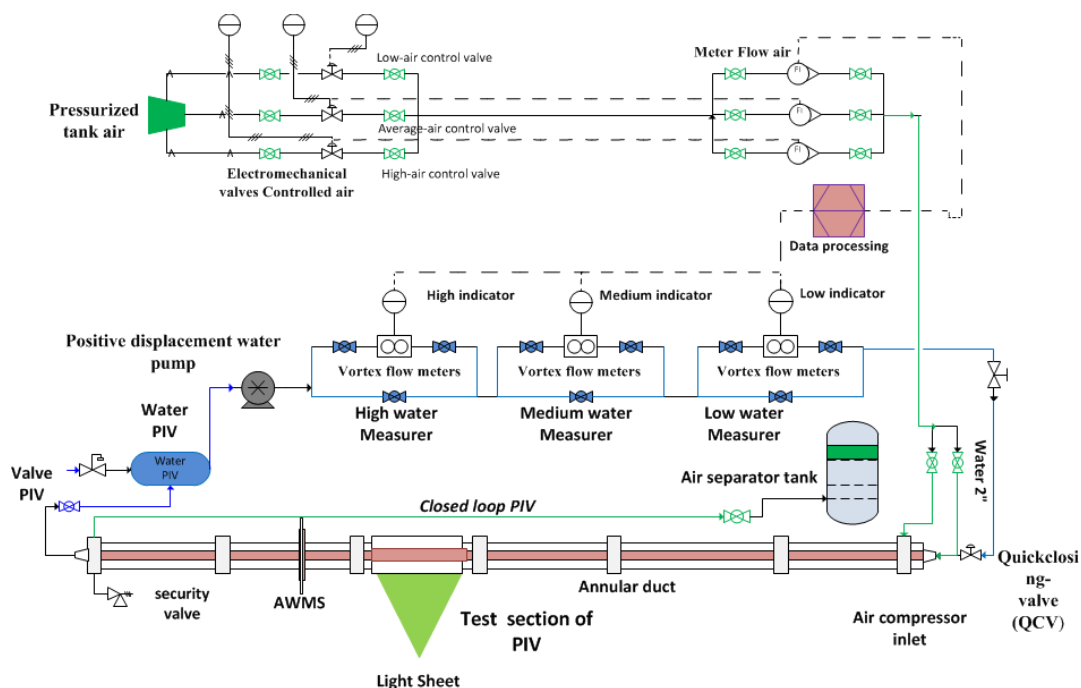 Low-air control valve
Meter Flow air
FI
Pressurized
tank air
FI
Average-air control valve
FI
Electromechanical
valves Controlled air
High-air control valve
Data processing
High indicator
Medium indicator
Low indicator
Positive displacement water
pump
Vortex flow meters
Vortex flow meters
Vortex flow meters
High water
Measurer
Medium water
Measurer
Low water
Measurer
Water
PIV
Water
PIV
Valve
PIV
Air separator tank
Water 2"
Closed loop PIV
Quickclosi
ng-
valve
(QCV)
security
valve
AWMS
Annular duct
Test section of
PIV
Air compressor
inlet
Light Sheet